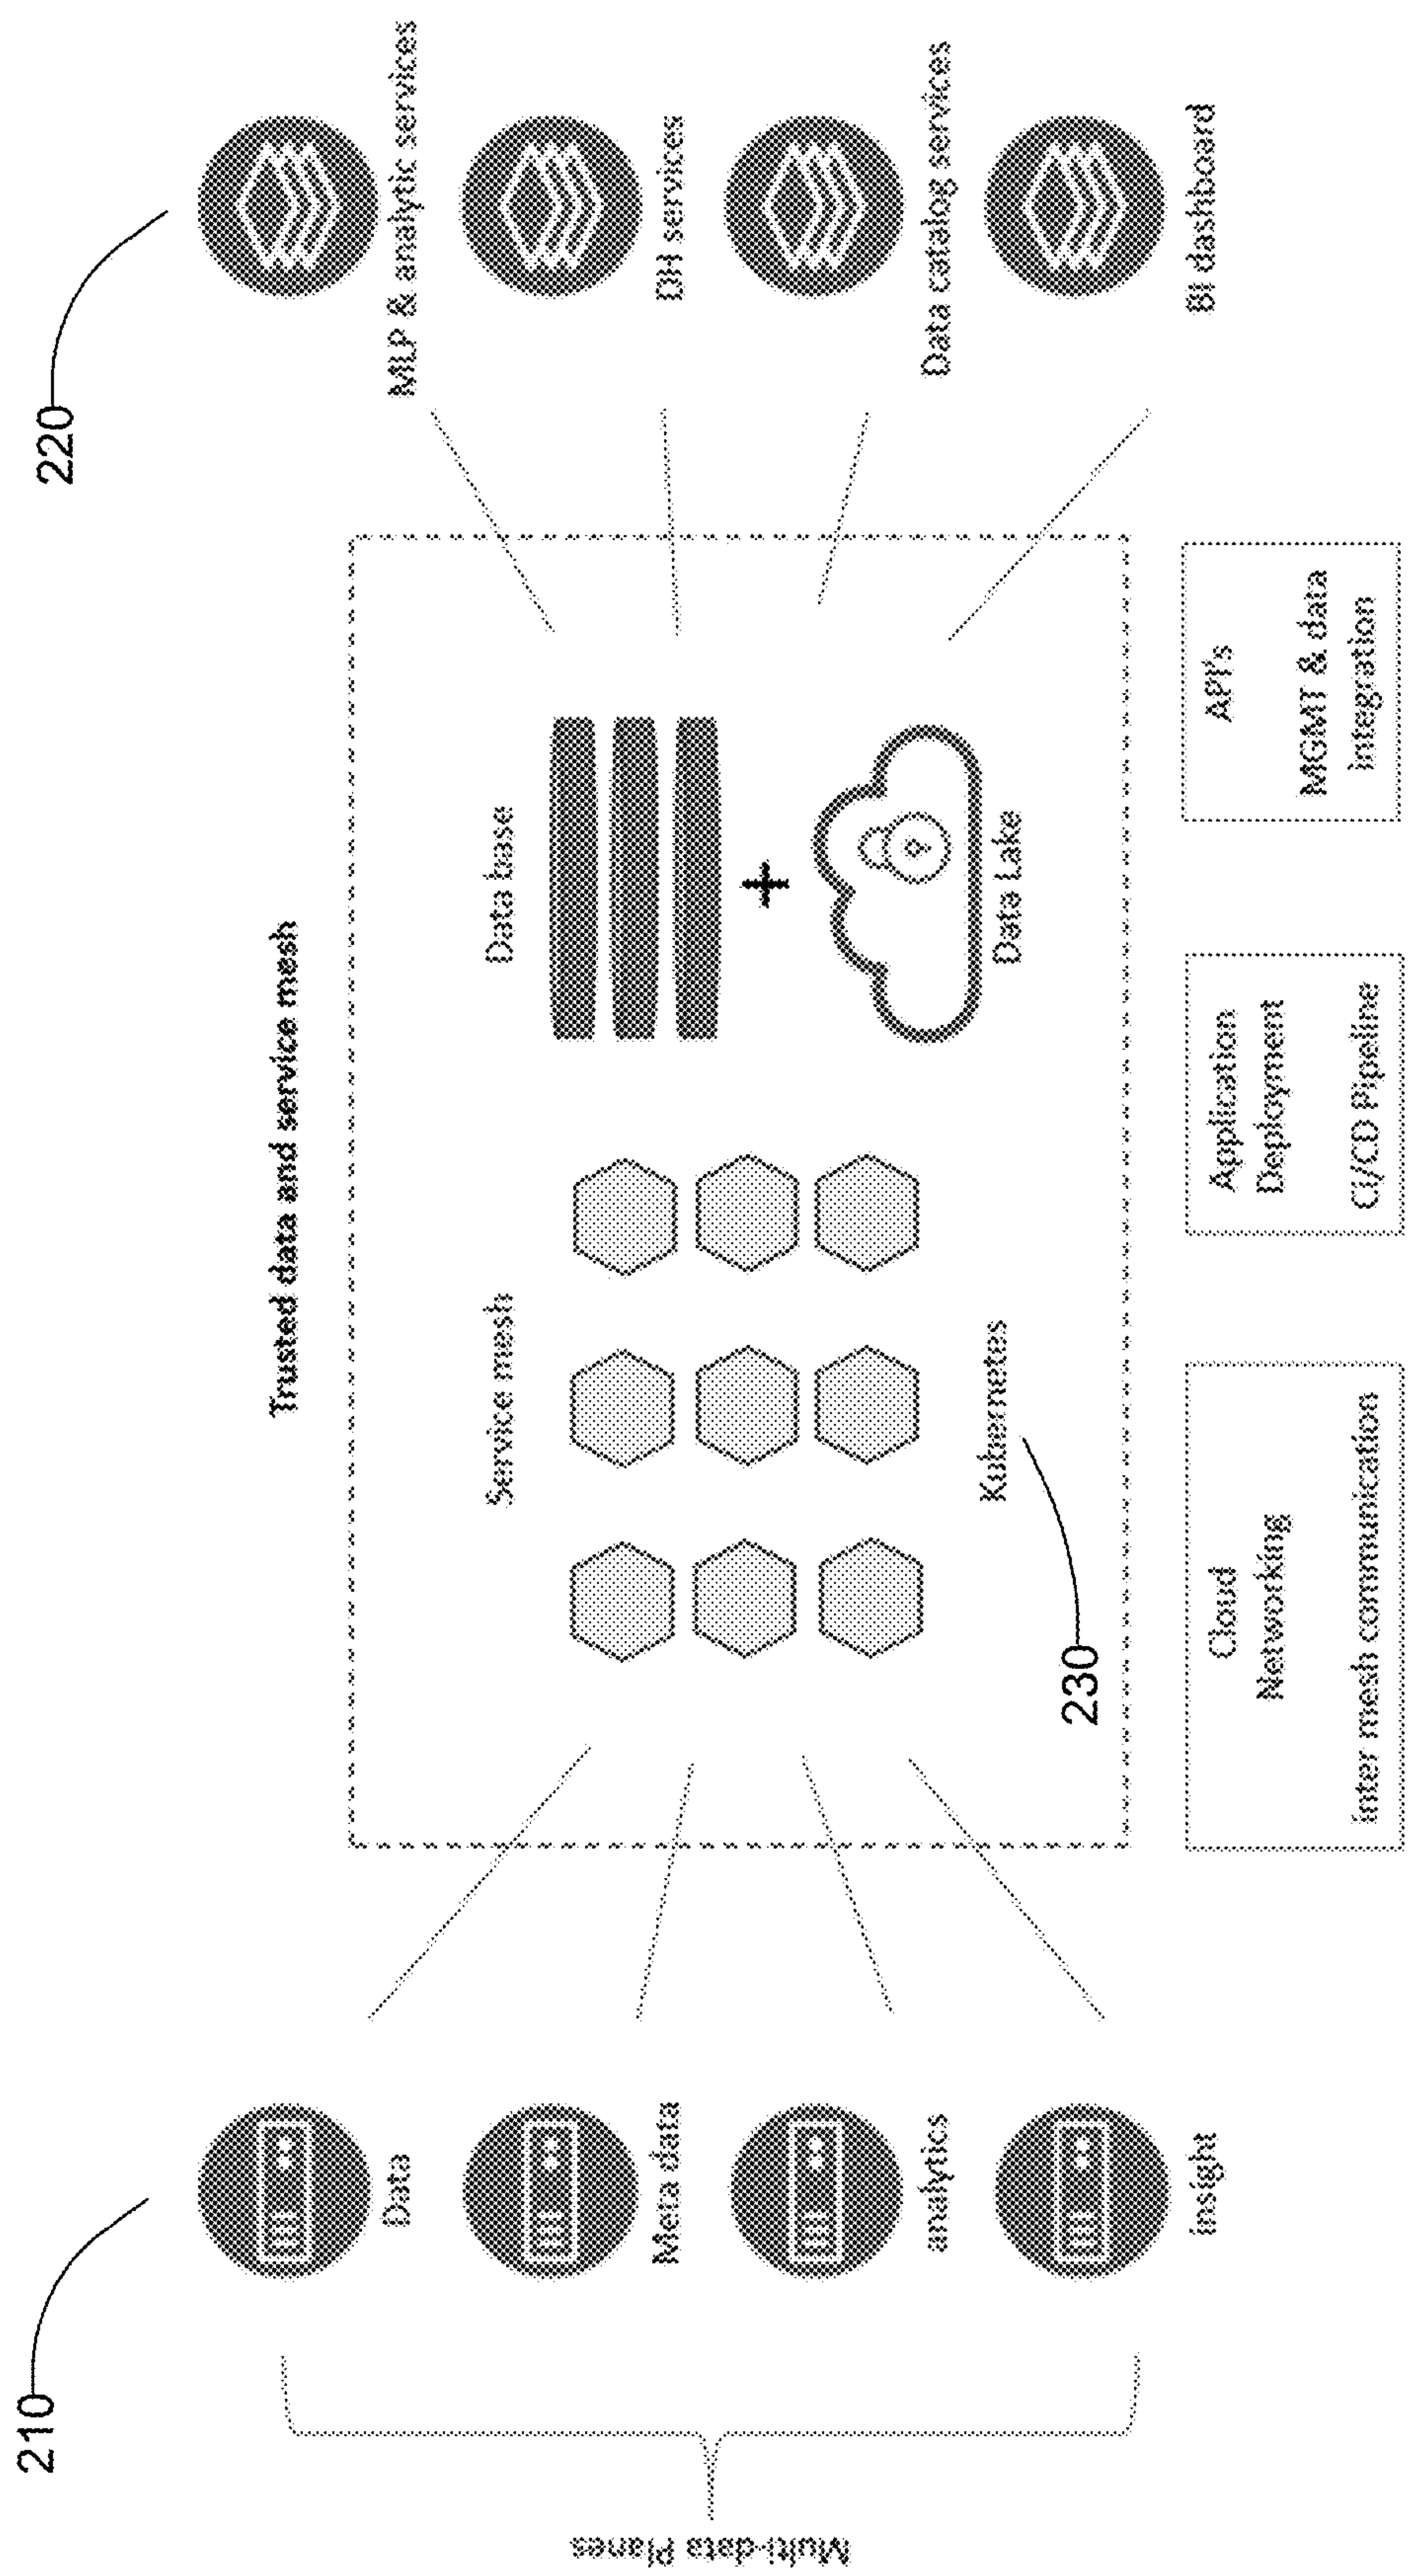 210
220
Trusted data and service mesh
Multi-data Planes
Data
Meta data
analytics
insight
Service mesh
Kubernetes
230
Data base
+
Data Lake
MLP & analytic services
DH services
Data catalog services
BI dashboard
Cloud
Networking
inter mesh communication
Application
Deployment
CI/CD Pipeline
API's
MGMT & data
integration